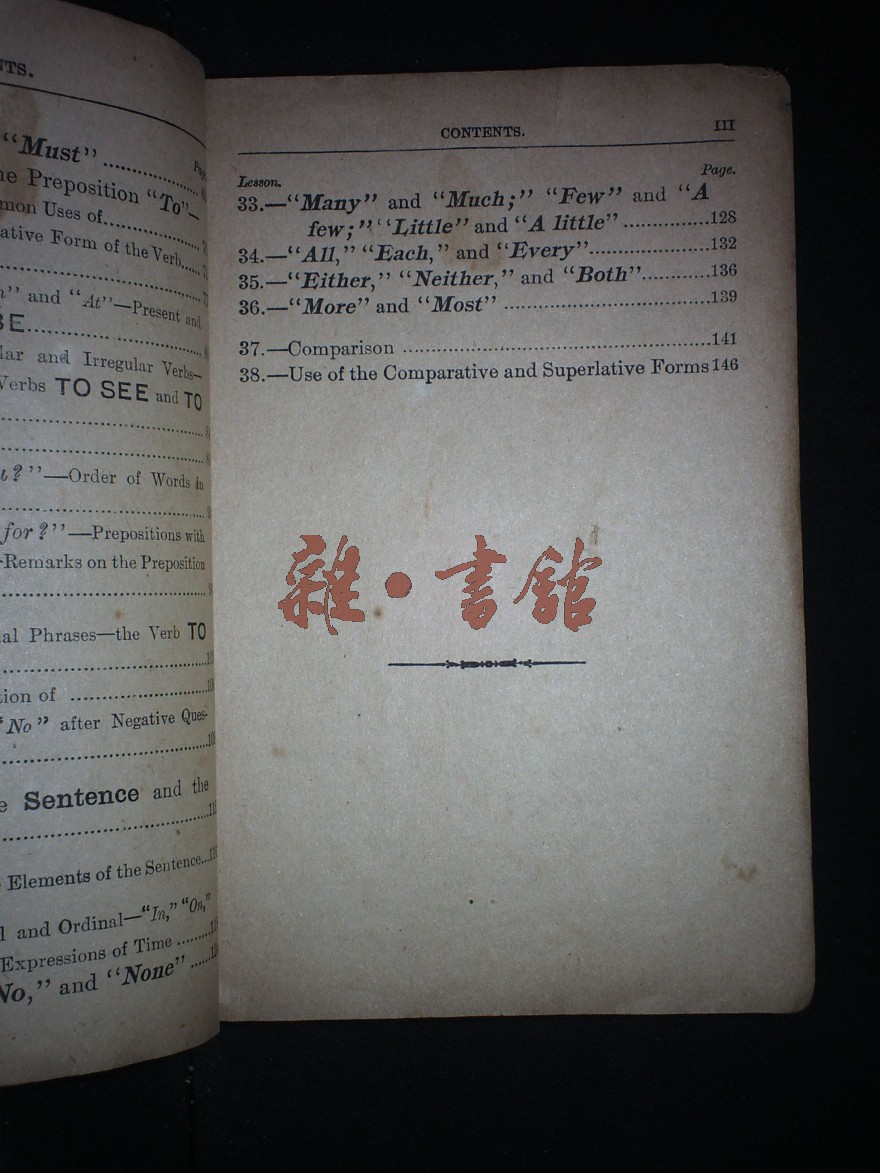 "Must"
Preposition "To"—
Uses of
ative Form of the Verb
and "At"—Present and
BE
and Irregular Verbs—
Verbs TO SEE and TO
—Order of Words in
for?"—Prepositions with
Remarks on the Preposition
Phrases—the Verb TO
of
"No" after Negative Ques-
Sentence and the
Elements of the Sentence
and Ordinal—"In," "On,"
Expressions of Time
No," and "None"
CONTENTS. III
Lesson. Page.
33.—"Many" and "Much;" "Few" and "A
few;" "Little" and "A little" 128
34.—"All," "Each," and "Every" 132
35.—"Either," "Neither," and "Both" 136
36.—"More" and "Most" 139
37.—Comparison 141
38.—Use of the Comparative and Superlative Forms 146
雜·書館